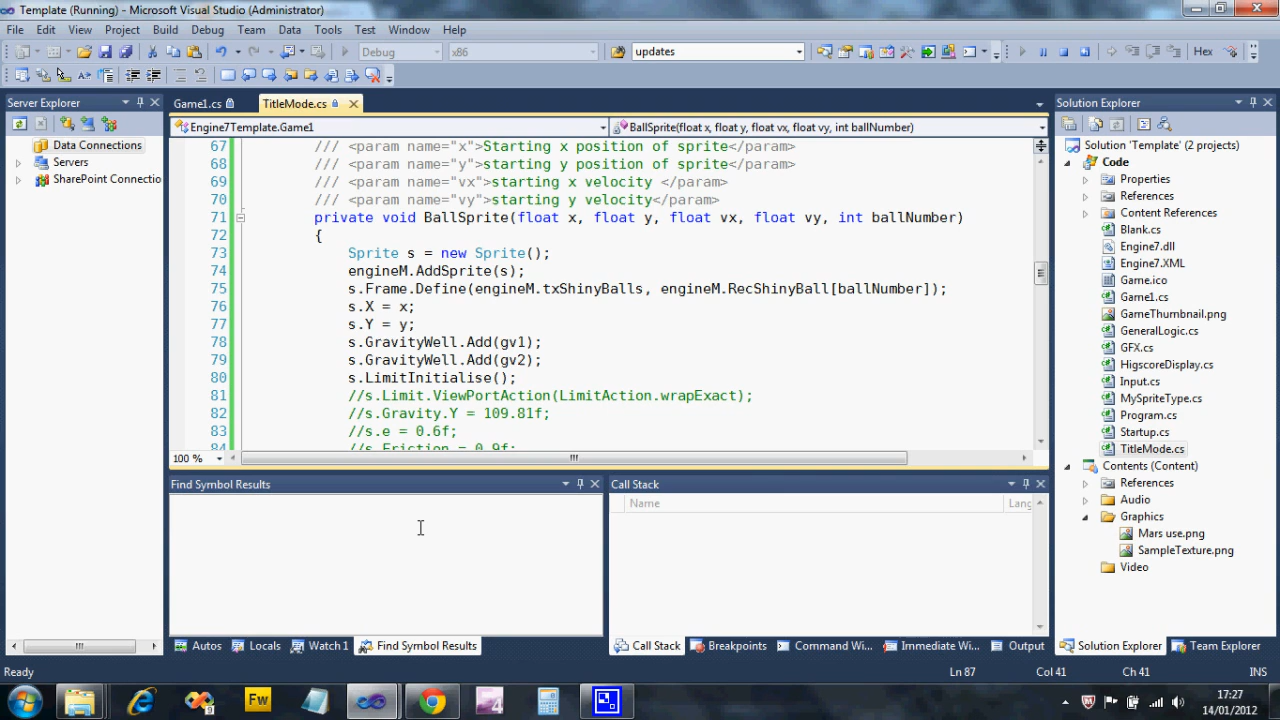 Template (Running) - Microsoft Visual Studio (Administrator)
File Edit View Project Build Debug Team Data Tools Test Window Help
Debug x86 updates Hex
Server Explorer
Data Connections
Servers
SharePoint Connectio
Game1.cs TitleMode.cs
Engine7Template.Game1 BallSprite(float x, float y, float vx, float vy, int ballNumber)
67 /// <param name="x">Starting x position of sprite</param>
68 /// <param name="y">Starting y position of sprite</param>
69 /// <param name="vx">starting x velocity </param>
70 /// <param name="vy">starting y velocity</param>
71 private void BallSprite(float x, float y, float vx, float vy, int ballNumber)
72 {
73 Sprite s = new Sprite();
74 engineM.AddSprite(s);
75 s.Frame.Define(engineM.txShinyBalls, engineM.RecShinyBall[ballNumber]);
76 s.X = x;
77 s.Y = y;
78 s.GravityWell.Add(gv1);
79 s.GravityWell.Add(gv2);
80 s.LimitInitialise();
81 //s.Limit.ViewPortAction(LimitAction.wrapExact);
82 //s.Gravity.Y = 109.81f;
83 //s.e = 0.6f;
84 //s.Friction = 0.9f;
100 %
Find Symbol Results
Call Stack
Name Lang
Autos Locals Watch 1 Find Symbol Results
Call Stack Breakpoints Command Wi... Immediate Wi... Output
Solution Explorer
Solution 'Template' (2 projects)
Code
Properties
References
Content References
Blank.cs
Engine7.dll
Engine7.XML
Game.ico
Game1.cs
GameThumbnail.png
GeneralLogic.cs
GFX.cs
HigscoreDisplay.cs
Input.cs
MySpriteType.cs
Program.cs
Startup.cs
TitleMode.cs
Contents (Content)
References
Audio
Graphics
Mars use.png
SampleTexture.png
Video
Solution Explorer Team Explorer
Ready Ln 87 Col 41 Ch 41 INS
Fw
4
17:27
14/01/2012